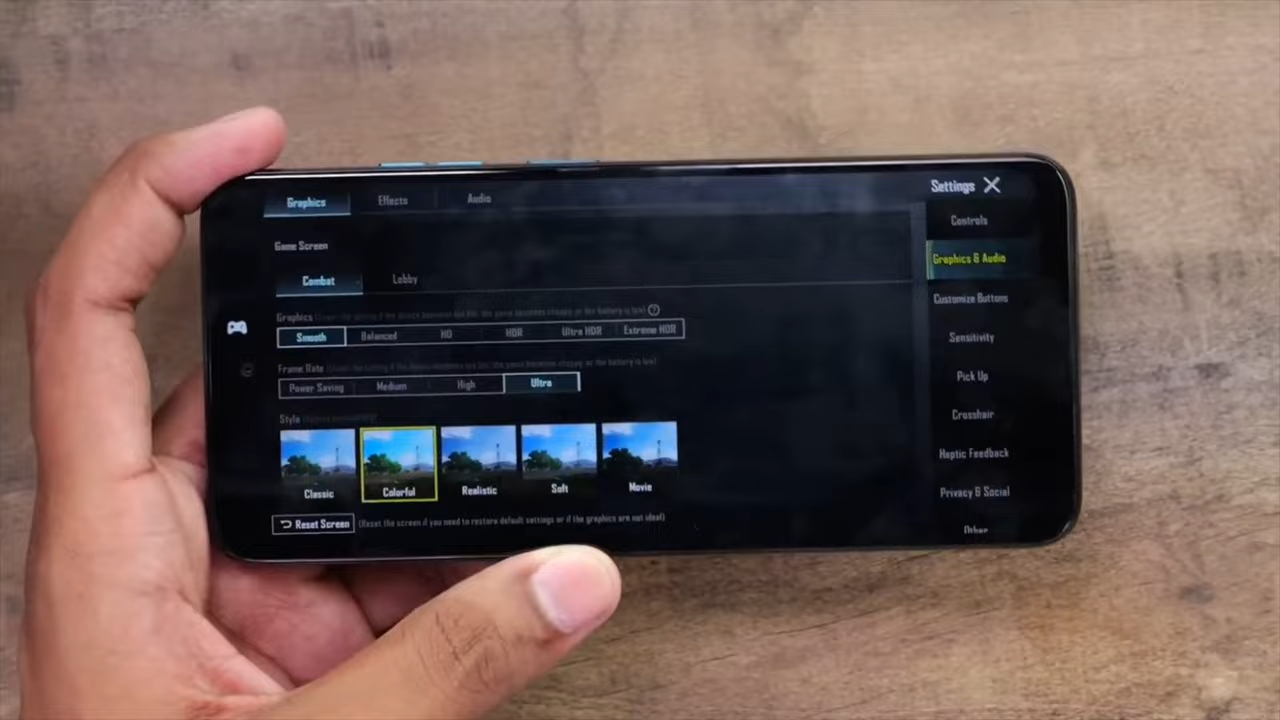 Graphics Effects Audio
Settings X
Game Screen
Controls
Combat Lobby
Graphics & Audio
Graphics
Customize Buttons
Smooth Balanced HD HDR Ultra HDR Extreme HDR
Sensitivity
Frame Rate
Power Saving Medium High Ultra
Pick Up
Style
Crosshair
Haptic Feedback
Classic Colorful Realistic Soft Movie
Privacy & Social
Reset Screen (Reset the screen if you need to restore default settings or if the graphics are not ideal)
Other